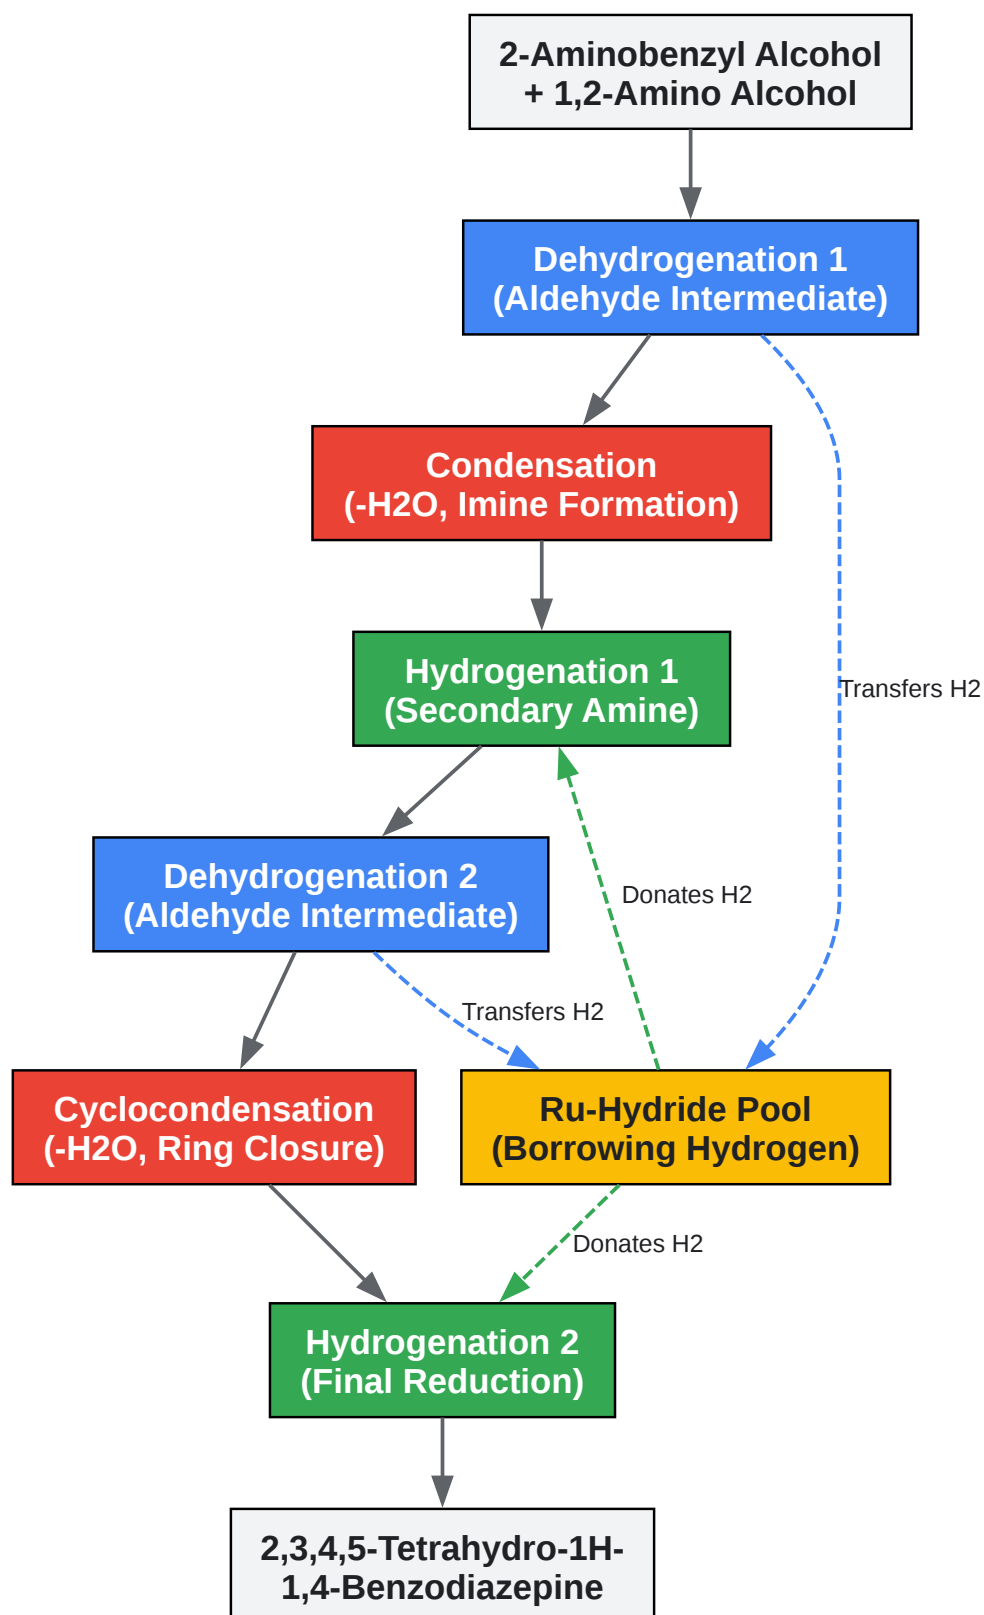 2-Aminobenzyl Alcohol
+ 1,2-Amino Alcohol
Dehydrogenation 1
(Aldehyde Intermediate)
Condensation
(-H2O, Imine Formation)
Hydrogenation 1
(Secondary Amine)
Transfers H2
Dehydrogenation 2
(Aldehyde Intermediate)
Donates H2
Transfers H2
Cyclocondensation
(-H2O, Ring Closure)
Ru-Hydride Pool
(Borrowing Hydrogen)
Donates H2
Hydrogenation 2
(Final Reduction)
2,3,4,5-Tetrahydro-1H-
1,4-Benzodiazepine